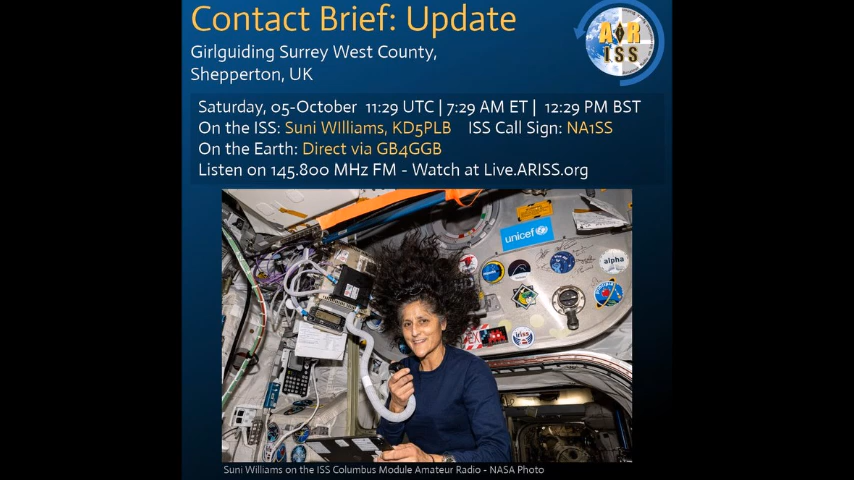 Contact Brief: Update
Girlguiding Surrey West County,
Shepperton, UK
ARISS
Saturday, 05-October 11:29 UTC | 7:29 AM ET | 12:29 PM BST
On the ISS: Suni WIlliams, KD5PLB ISS Call Sign: NA1SS
On the Earth: Direct via GB4GGB
Listen on 145.800 MHz FM - Watch at Live.ARISS.org
unicef
alpha
iriss
Suni Williams on the ISS Columbus Module Amateur Radio - NASA Photo